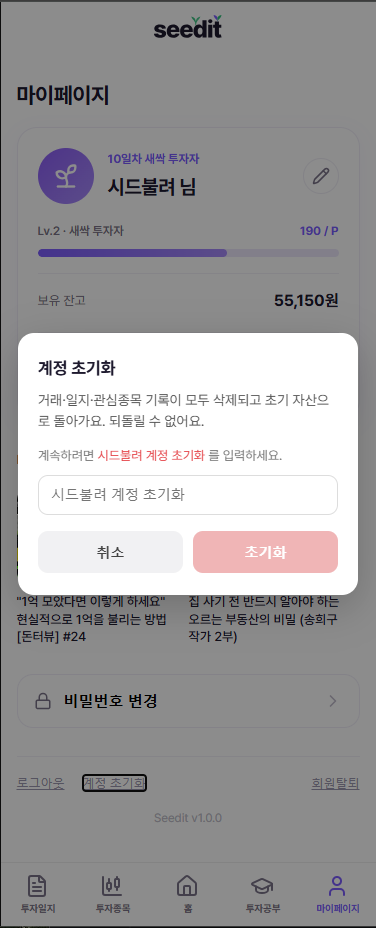 seedit
마이페이지
10일차 새싹 투자자
시드불려 님
Lv.2 · 새싹 투자자
190 / P
보유 잔고
55,150원
계정 초기화
거래·일지·관심종목 기록이 모두 삭제되고 초기 자산으
로 돌아가요. 되돌릴 수 없어요.
계속하려면 시드불려 계정 초기화 를 입력하세요.
시드불려 계정 초기화
취소
초기화
"1억 모았다면 이렇게 하세요"
현실적으로 1억을 불리는 방법
[돈터뷰] #24
집 사기 전 반드시 알아야 하는
오르는 부동산의 비밀 (송희구
작가 2부)
비밀번호 변경
로그아웃
계정 초기화
회원탈퇴
Seedit v1.0.0
투자일지
투자종목
홈
투자공부
마이페이지